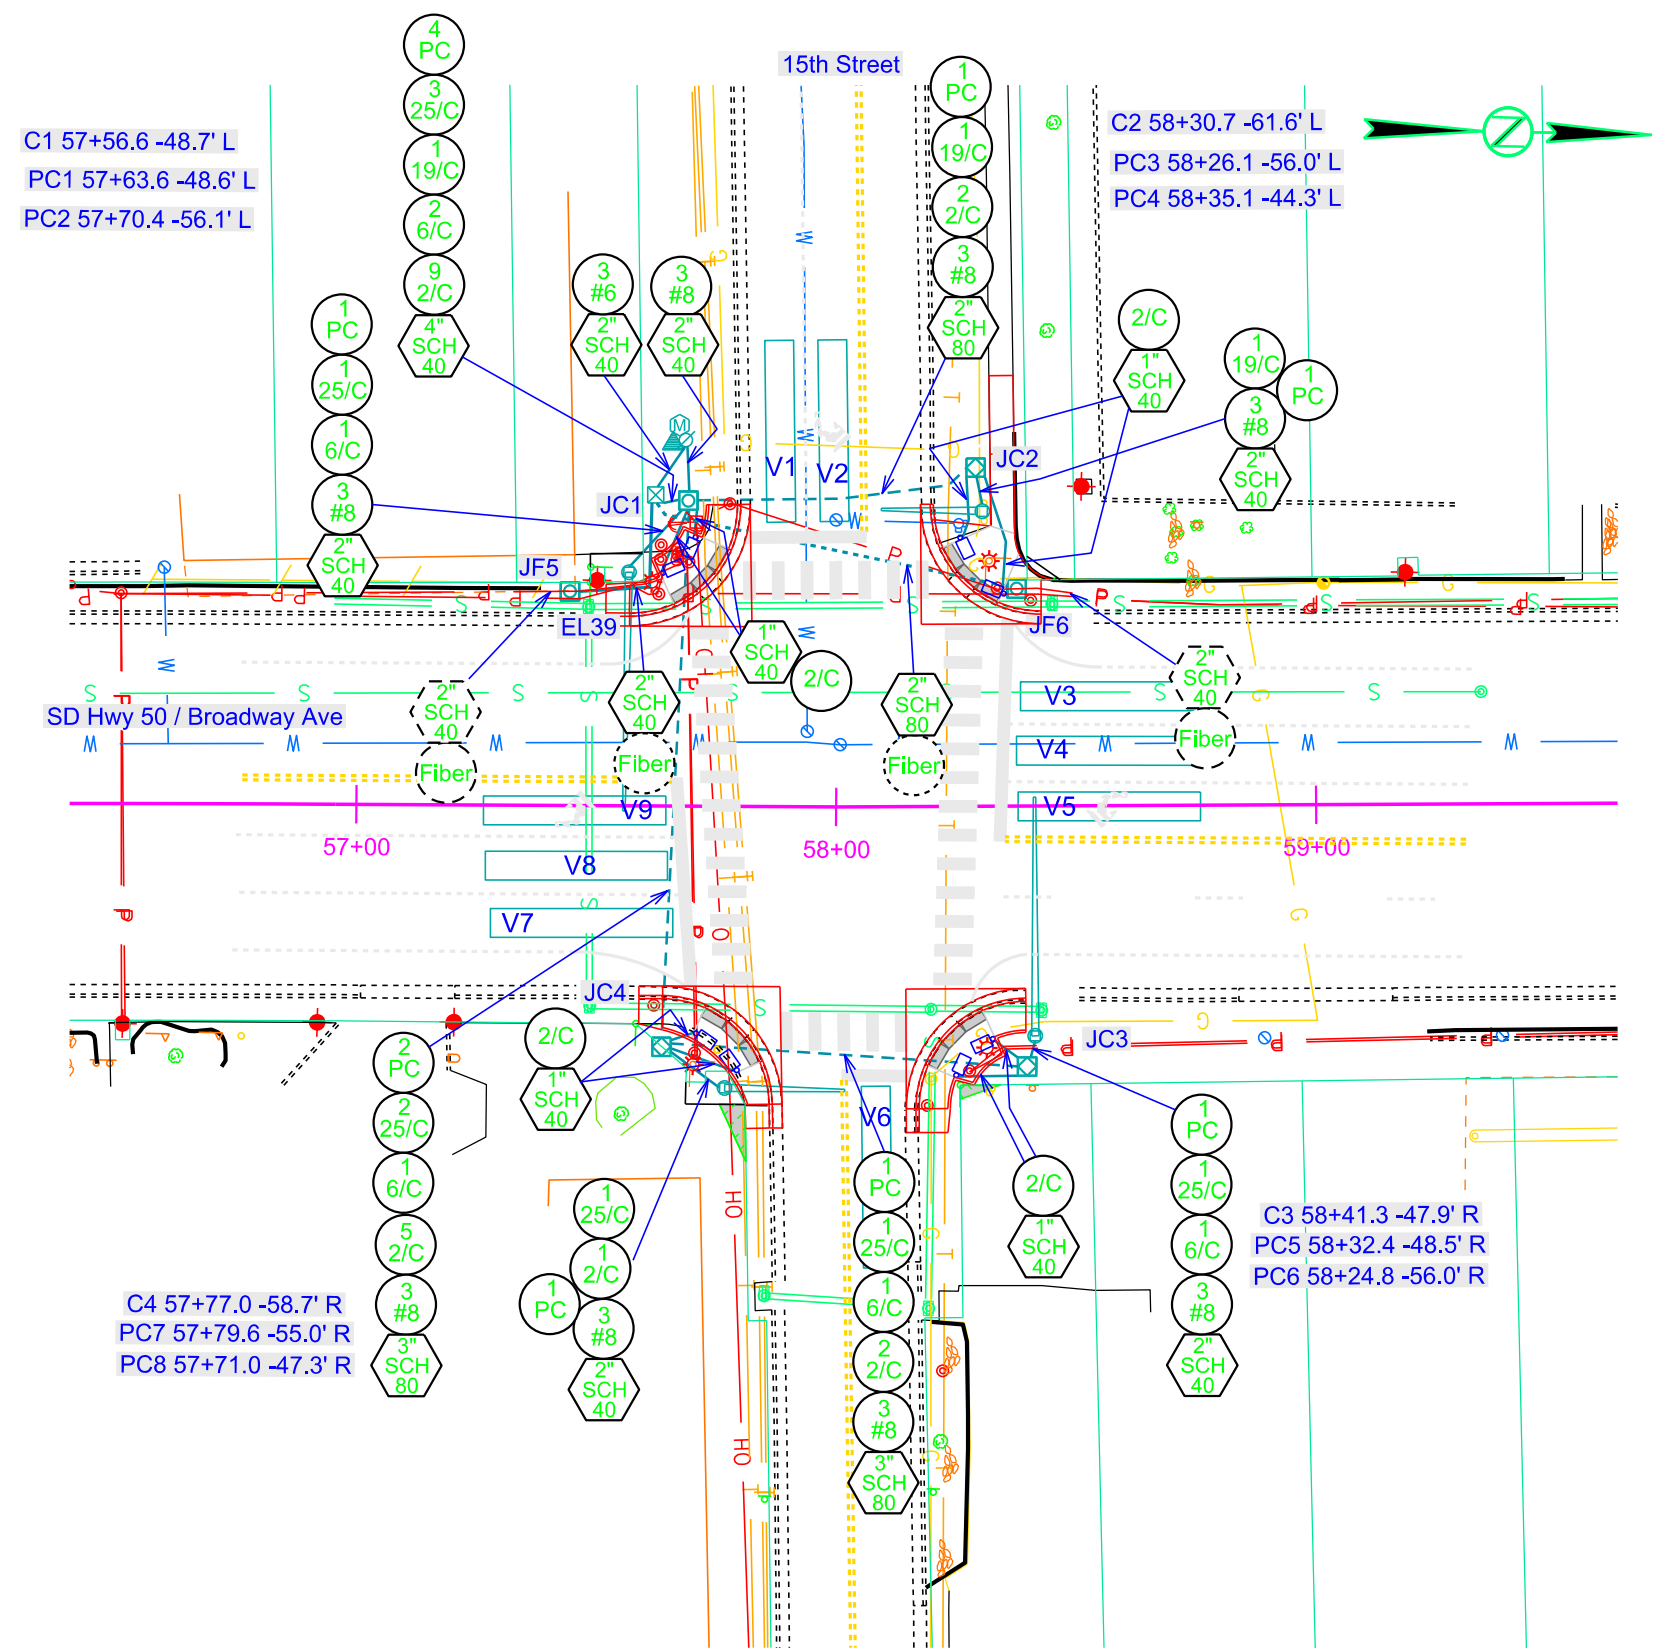 4
PC
3
25/C
1
19/C
2
6/C
9
2/C
4"
SCH
40
15th Street
1
PC
1
19/C
2
2/C
3
#8
2"
SCH
80
C1 57+56.6 -48.7' L
PC1 57+63.6 -48.6' L
PC2 57+70.4 -56.1' L
C2 58+30.7 -61.6' L
PC3 58+26.1 -56.0' L
PC4 58+35.1 -44.3' L
1
PC
1
25/C
1
6/C
3
#8
2"
SCH
40
3
#6
2"
SCH
40
3
#8
2"
SCH
40
2/C
1"
SCH
40
1
19/C
1
PC
3
#8
2"
SCH
40
M
V1
V2
JC1
JC2
JF5
EL39
JF6
1"
SCH
40
2/C
2"
SCH
40
Fiber
2"
SCH
40
Fiber
2"
SCH
80
Fiber
2"
SCH
40
Fiber
SD Hwy 50 / Broadway Ave
V3
V4
V5
V9
V8
V7
57+00
58+00
59+00
JC4
JC3
V6
2
PC
2
25/C
1
6/C
5
2/C
3
#8
3"
SCH
80
2/C
1"
SCH
40
1
25/C
1
2/C
1
PC
3
#8
2"
SCH
40
1
PC
1
25/C
1
6/C
2
2/C
3
#8
3"
SCH
80
2/C
1"
SCH
40
1
PC
1
25/C
1
6/C
3
#8
2"
SCH
40
C3 58+41.3 -47.9' R
PC5 58+32.4 -48.5' R
PC6 58+24.8 -56.0' R
C4 57+77.0 -58.7' R
PC7 57+79.6 -55.0' R
PC8 57+71.0 -47.3' R